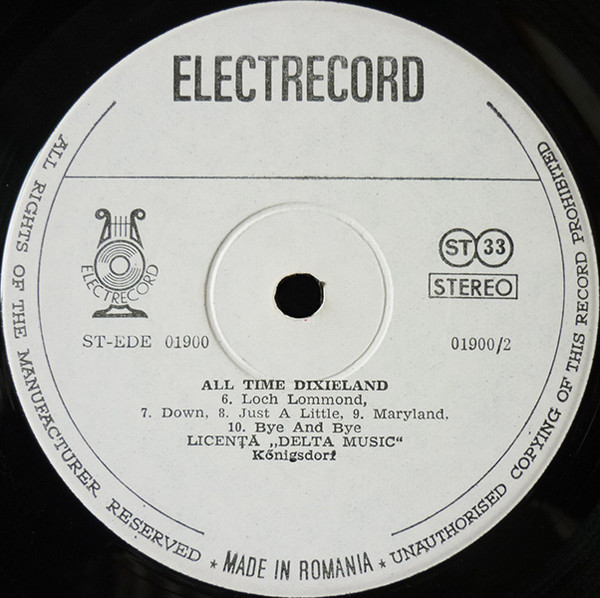 ELECTRECORD
ELECTRECORD
ST 33
STEREO
ST-EDE 01900
01900/2
ALL TIME DIXIELAND
6. Loch Lommond,
7. Down, 8. Just A Little, 9. Maryland,
10. Bye And Bye
LICENȚĂ „DELTA MUSIC“
Kőnigsdorf
ALL RIGHTS OF THE MANUFACTURER RESERVED * MADE IN ROMANIA * UNAUTHORISED COPYING OF THIS RECORD PROHIBITED